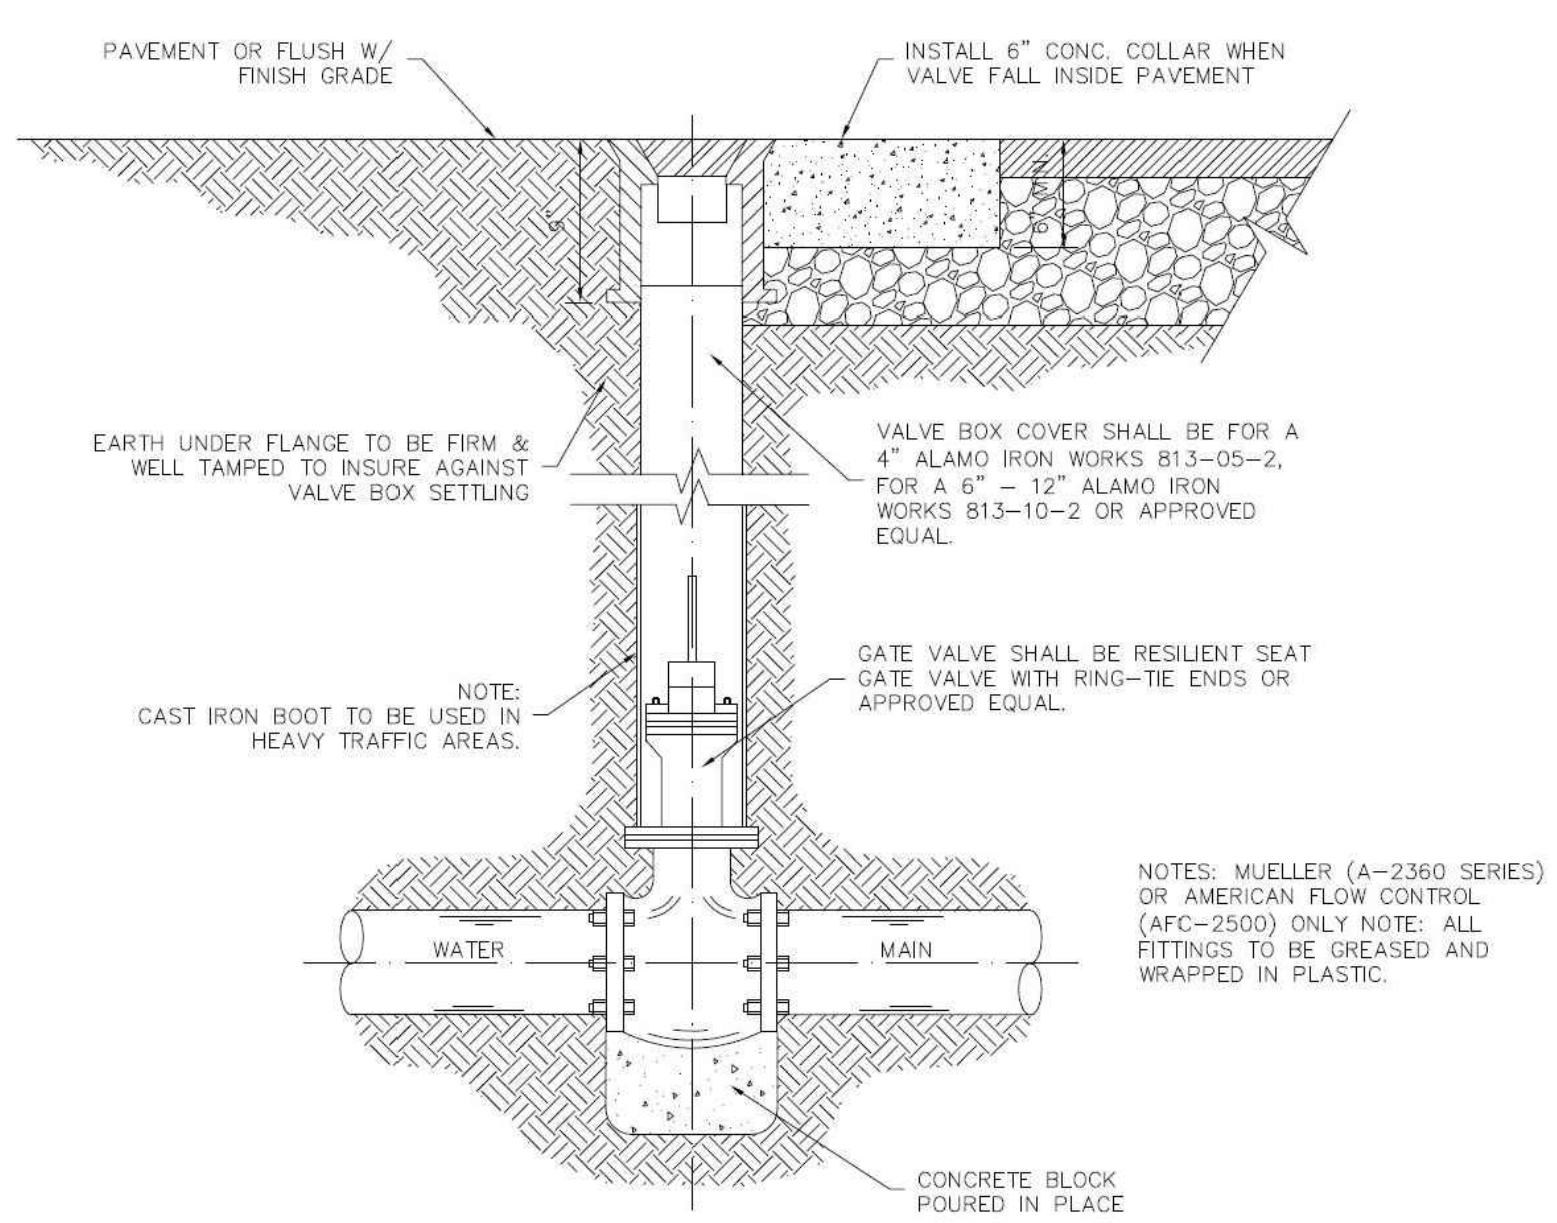 PAVEMENT OR FLUSH W/
FINISH GRADE
INSTALL 6" CONC. COLLAR WHEN
VALVE FALL INSIDE PAVEMENT
6" MIN.
EARTH UNDER FLANGE TO BE FIRM &
WELL TAMPED TO INSURE AGAINST
VALVE BOX SETTLING
VALVE BOX COVER SHALL BE FOR A
4" ALAMO IRON WORKS 813-05-2,
FOR A 6" - 12" ALAMO IRON
WORKS 813-10-2 OR APPROVED
EQUAL.
GATE VALVE SHALL BE RESILIENT SEAT
GATE VALVE WITH RING-TIE ENDS OR
APPROVED EQUAL.
NOTE:
CAST IRON BOOT TO BE USED IN
HEAVY TRAFFIC AREAS.
NOTES: MUELLER (A-2360 SERIES)
OR AMERICAN FLOW CONTROL
(AFC-2500) ONLY NOTE: ALL
FITTINGS TO BE GREASED AND
WRAPPED IN PLASTIC.
WATER
MAIN
CONCRETE BLOCK
POURED IN PLACE